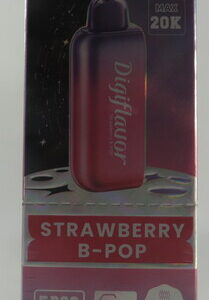 MAX
20K
Digiflavor
STRAWBERRY
B-POP